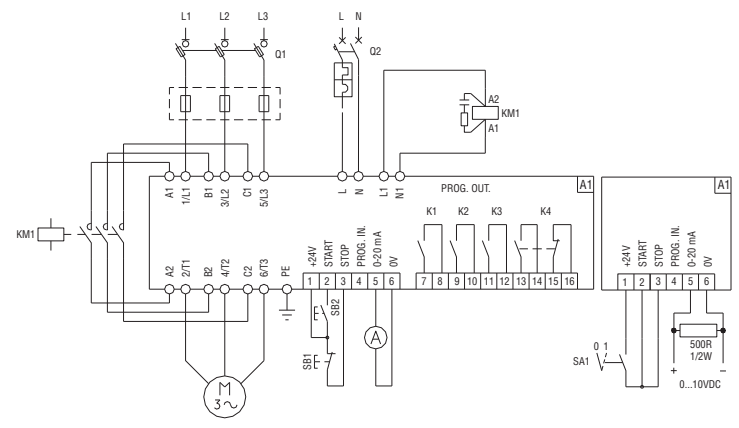 L1 L2 L3 L N
Q1
Q2
A2
KM1
A1
A1 1/L1 B1 3/L2 C1 5/L3 L N L1 N1
PROG. OUT.
A1
A1
KM1
K1 K2 K3 K4
+24V START STOP PROG. IN. 0-20 mA 0V
+24V START STOP PROG. IN. 0-20 mA 0V
A2 2/T1 B2 4/T2 C2 6/T3 PE
1 2 3 4 5 6
7 8 9 10 11 12 13 14 15 16
1 2 3 4 5 6
SB2
SB1
A
M
3~
0 1
SA1
500R
1/2W
+ –
0...10VDC